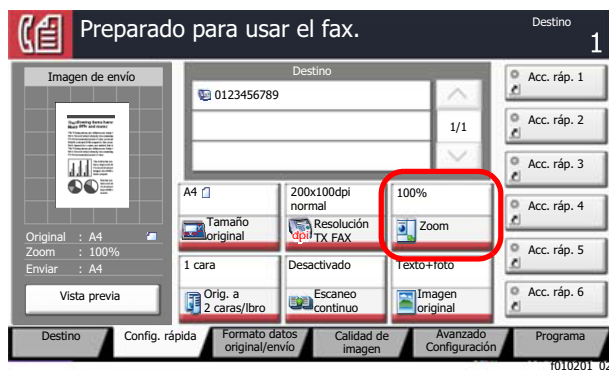 Preparado para usar el fax.
Destino
1
Imagen de envío
Original : A4
Zoom : 100%
Enviar : A4
Vista previa
Destino
0123456789
1/1
A4
Tamaño
original
200x100dpi
normal
dpi
Resolución
TX FAX
100%
Zoom
1 cara
Orig. a
2 caras/lbro
Desactivado
Escaneo
continuo
Texto+foto
Imagen
original
Acc. ráp. 1
Acc. ráp. 2
Acc. ráp. 3
Acc. ráp. 4
Acc. ráp. 5
Acc. ráp. 6
Destino
Config. rápida
Formato datos
original/envío
Calidad de
imagen
Avanzado
Configuración
Programa
f010201_02